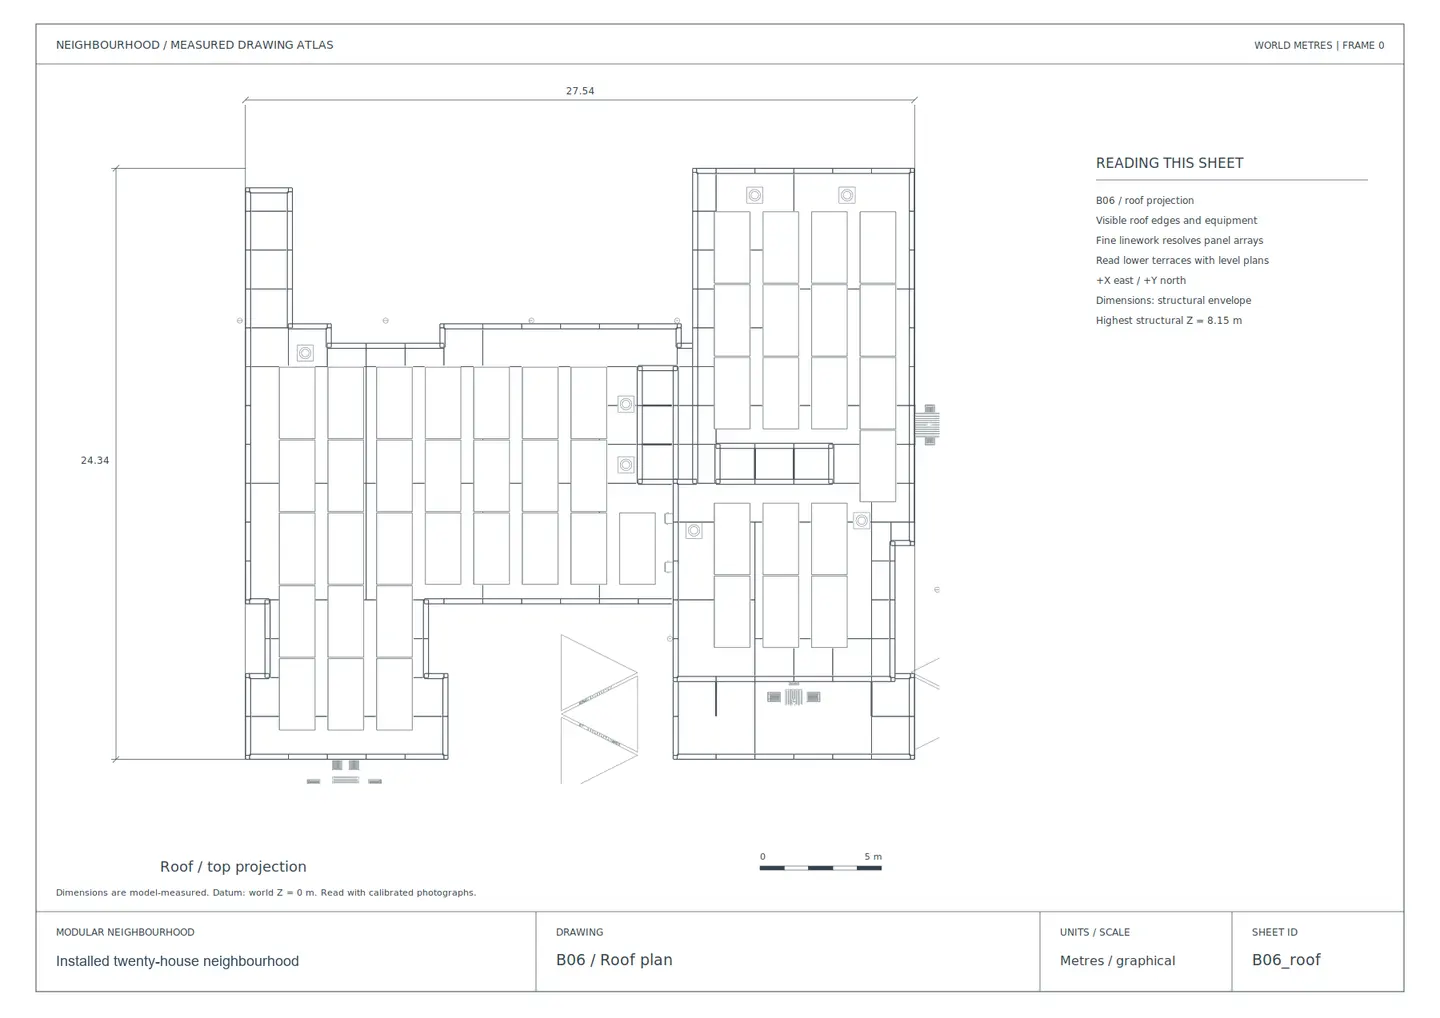 NEIGHBOURHOOD / MEASURED DRAWING ATLAS
WORLD METRES | FRAME 0
27.54
24.34
READING THIS SHEET
B06 / roof projection
Visible roof edges and equipment
Fine linework resolves panel arrays
Read lower terraces with level plans
+X east / +Y north
Dimensions: structural envelope
Highest structural Z = 8.15 m
0
5 m
Roof / top projection
Dimensions are model-measured. Datum: world Z = 0 m. Read with calibrated photographs.
MODULAR NEIGHBOURHOOD
Installed twenty-house neighbourhood
DRAWING
B06 / Roof plan
UNITS / SCALE
Metres / graphical
SHEET ID
B06_roof